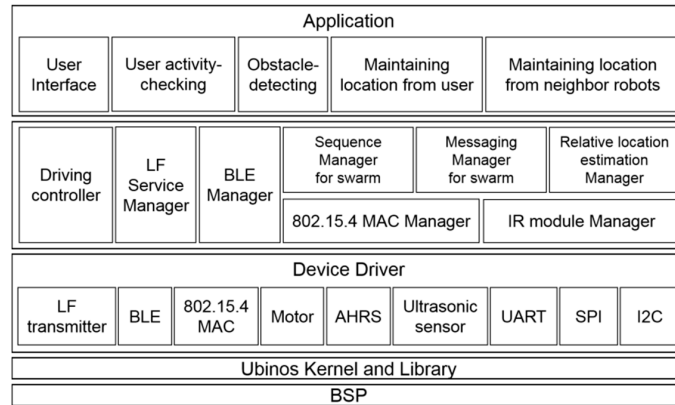 Application
User
Interface
User activity-
checking
Obstacle-
detecting
Maintaining
location from user
Maintaining location
from neighbor robots
Driving
controller
LF
Service
Manager
BLE
Manager
Sequence
Manager
for swarm
Messaging
Manager
for swarm
Relative location
estimation
Manager
802.15.4 MAC Manager
IR module Manager
Device Driver
LF
transmitter
BLE
802.15.4
MAC
Motor
AHRS
Ultrasonic
sensor
UART
SPI
I2C
Ubinos Kernel and Library
BSP